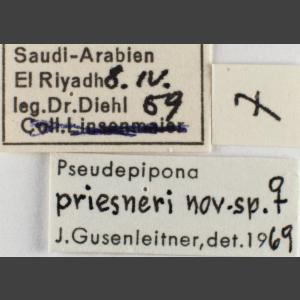 Saudi-Arabien
El Riyadh 8. IV.
leg. Dr. Diehl 59
Coll. Linsenmaier
Pseudepipona
priesneri nov. sp. ♀
J. Gusenleitner, det. 1969